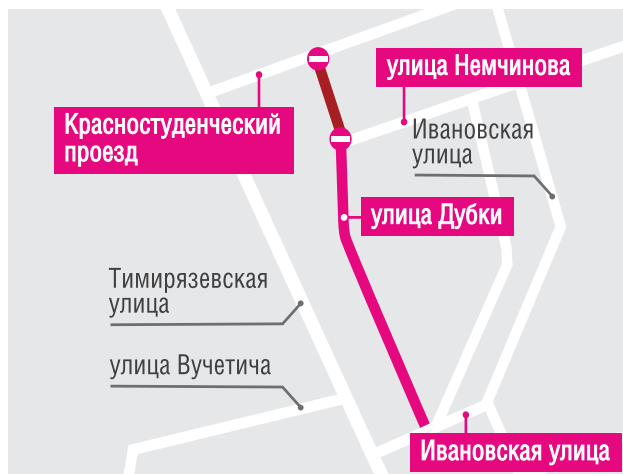 улица Немчинова
Красностуденческий
проезд
Ивановская
улица
улица Дубки
Тимирязевская
улица
улица Вучетича
Ивановская улица